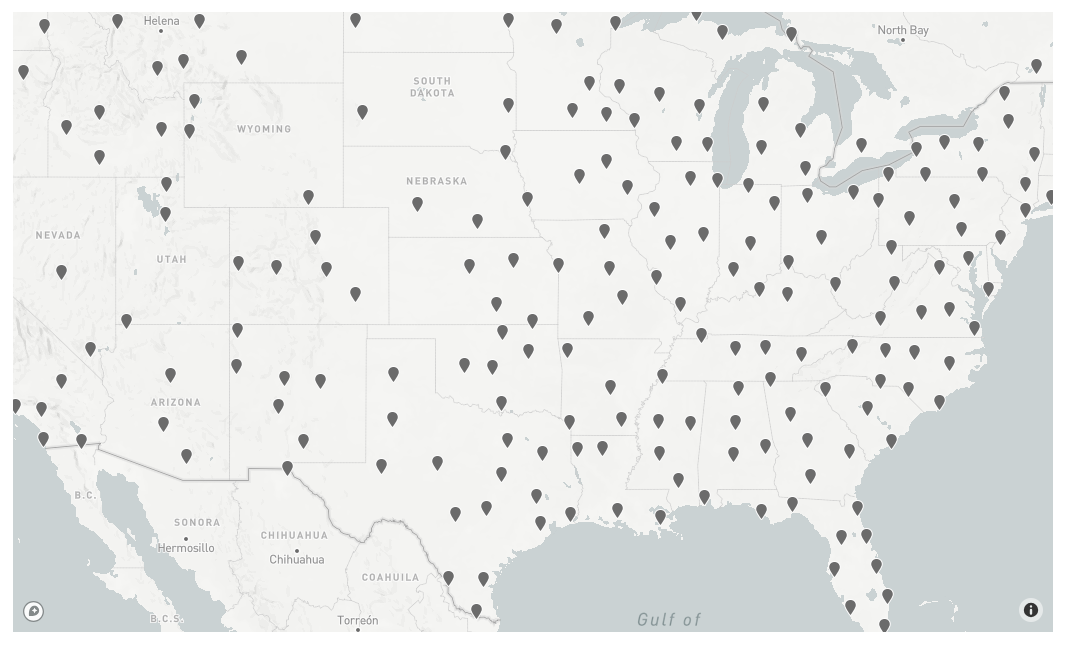 Helena
North Bay
SOUTH
DAKOTA
WYOMING
NEBRASKA
NEVADA
UTAH
ARIZONA
B.C.
SONORA
Hermosillo
CHIHUAHUA
Chihuahua
COAHUILA
B.C.S.
Torreón
Gulf of